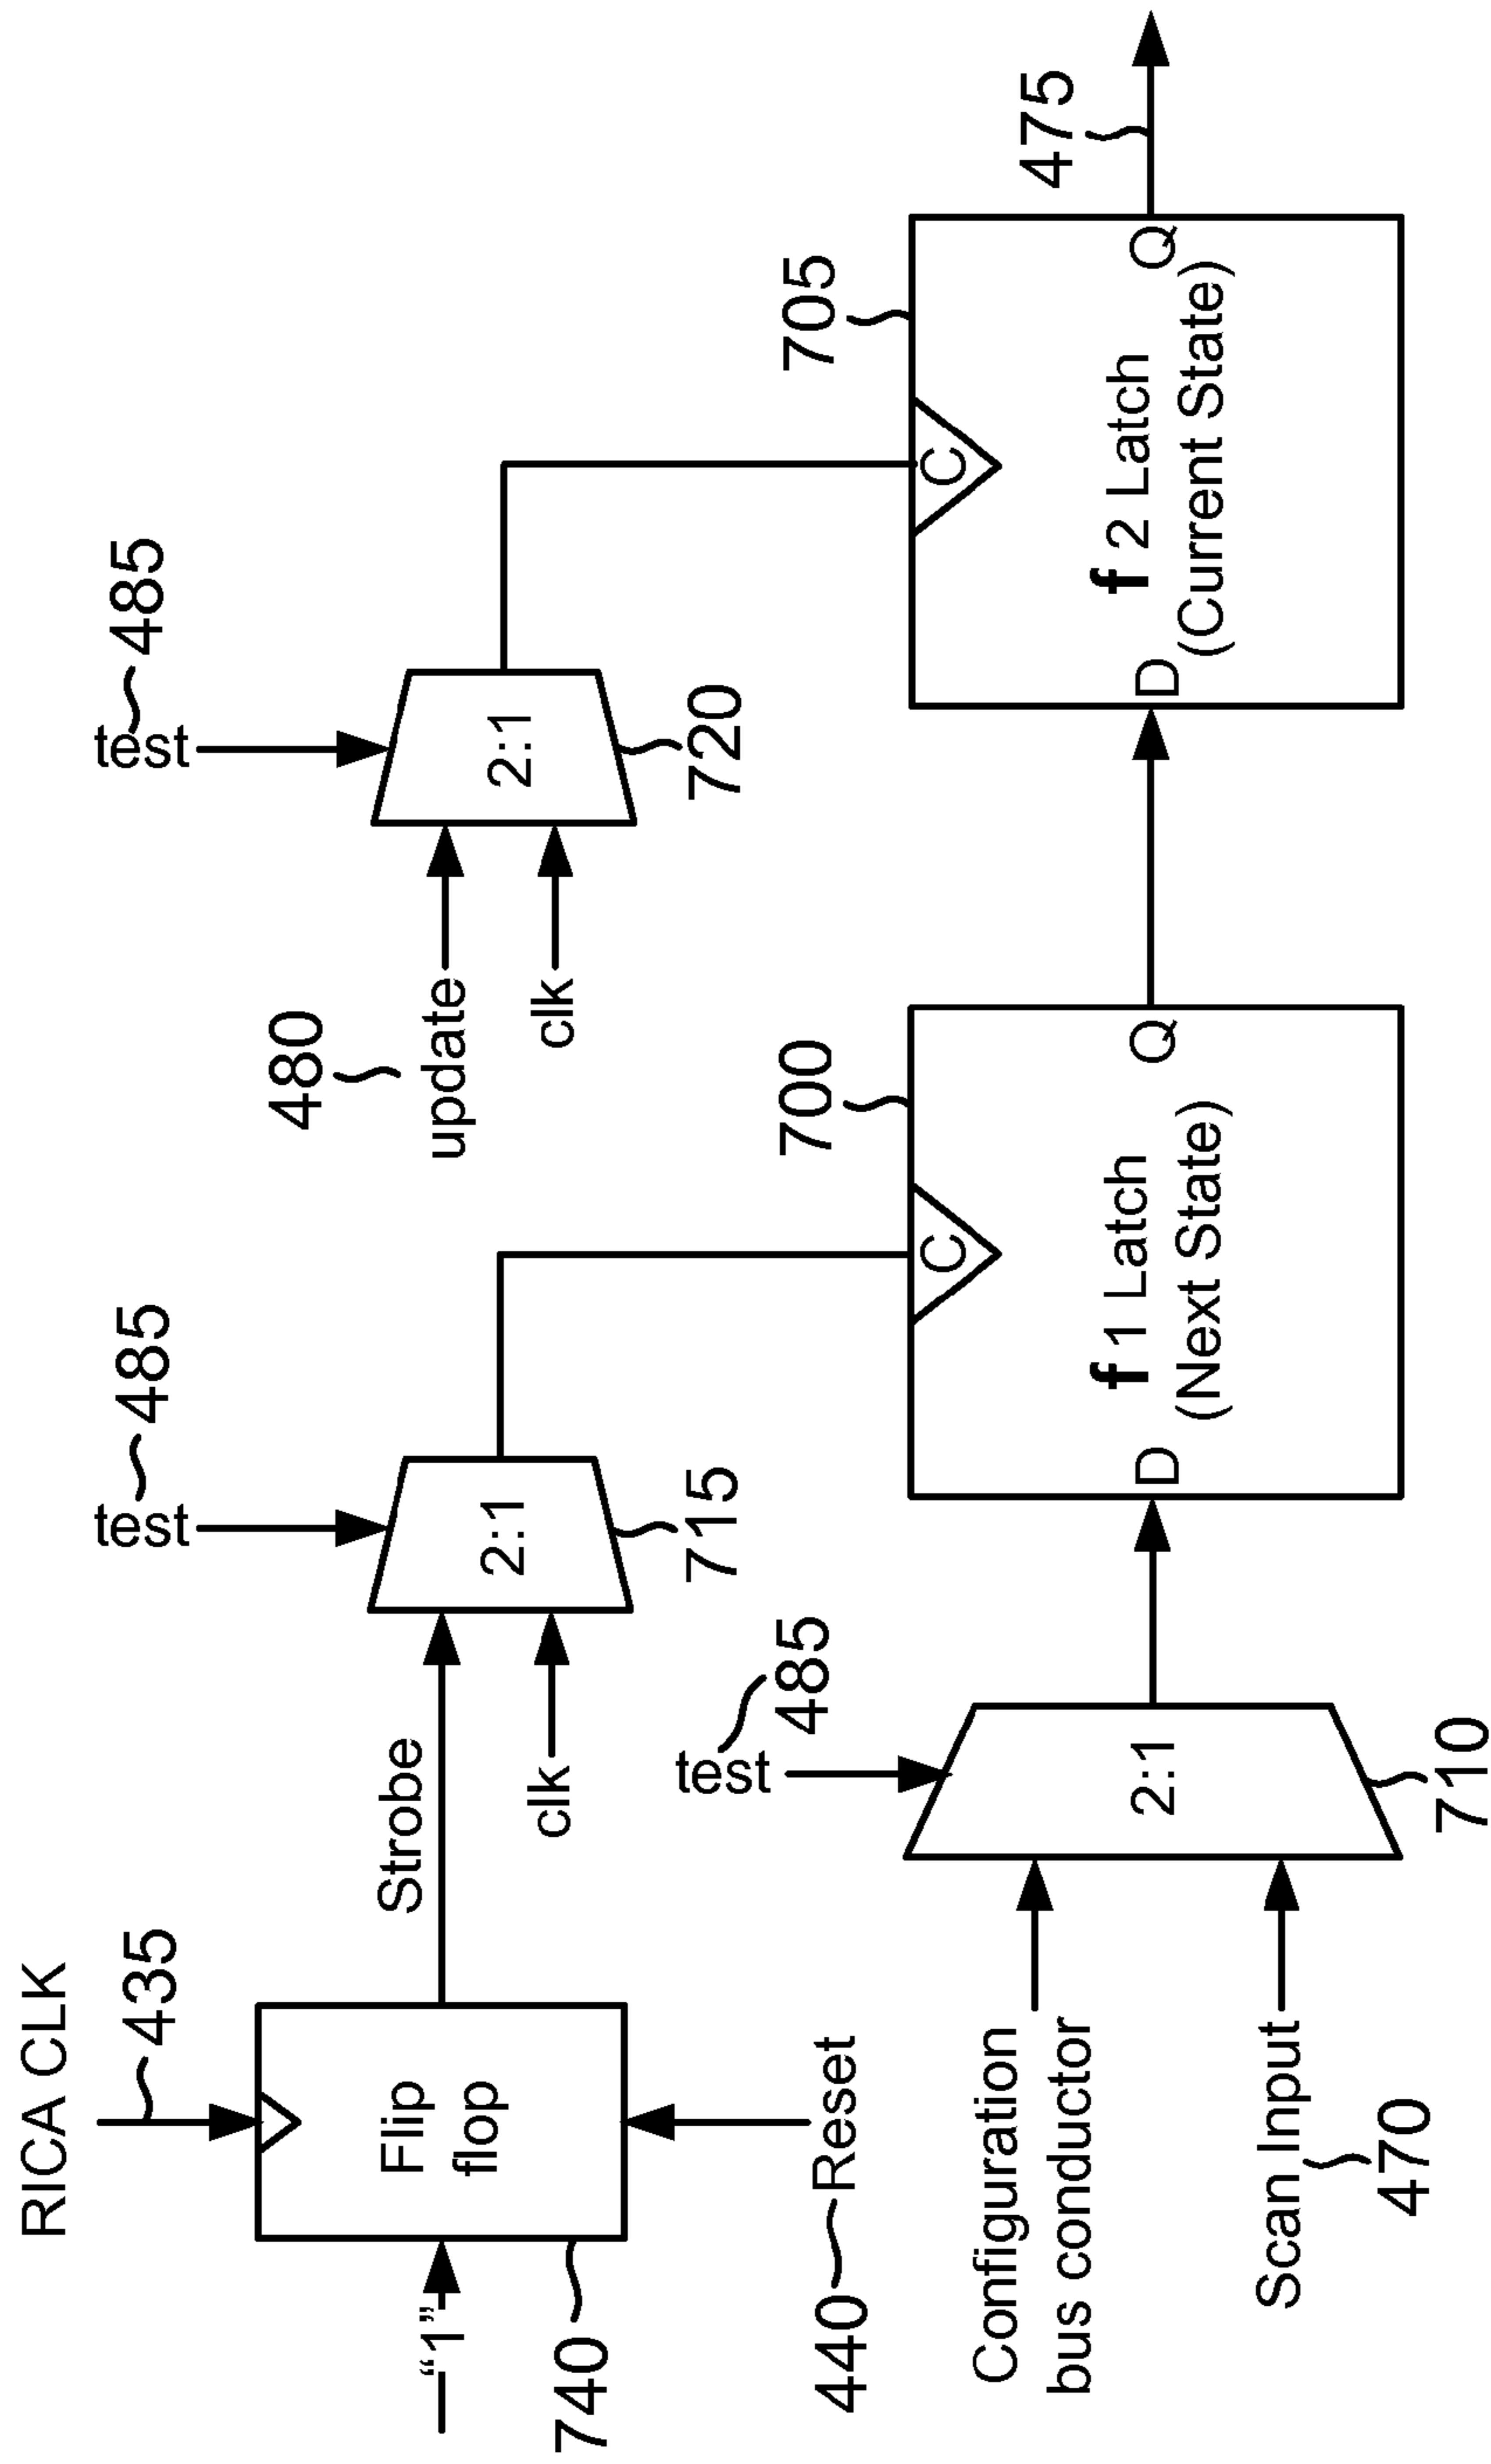 RICA CLK
435
"1"
740
Flip
flop
440
Reset
Strobe
clk
test
485
2:1
715
480
update
clk
test
485
2:1
720
Configuration
bus conductor
Scan Input
470
test
485
2:1
710
700
C
D
f 1 Latch
(Next State)
Q
705
C
D
f 2 Latch
(Current State)
Q
475